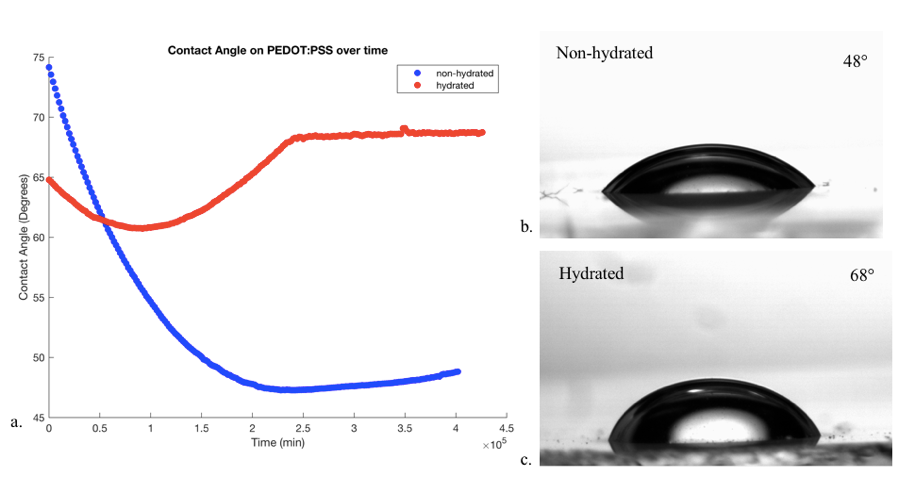 Contact Angle on PEDOT:PSS over time
75
70
65
60
55
50
45
Contact Angle (Degrees)
non-hydrated
hydrated
0
0.5
1
1.5
2
2.5
3
3.5
4
4.5
Time (min)
×10⁵
a.
Non-hydrated
48°
b.
Hydrated
68°
c.